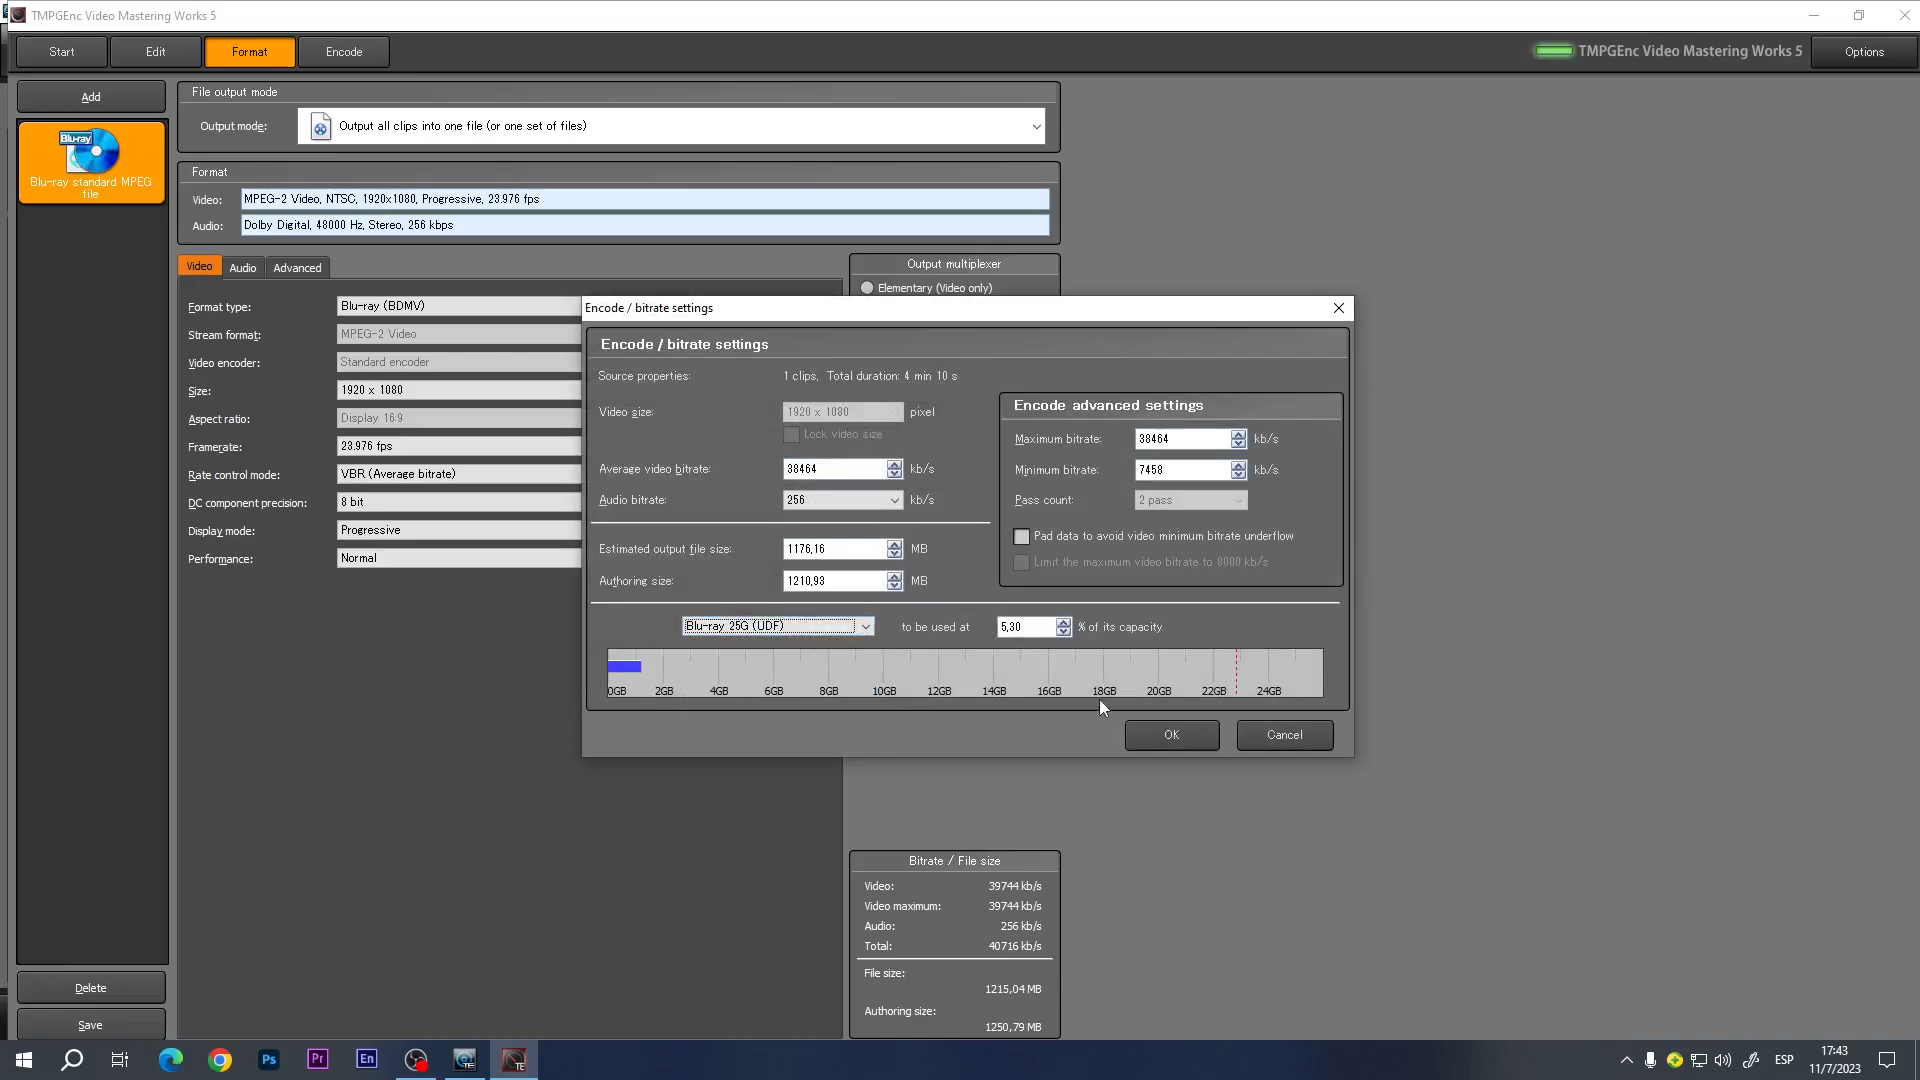 TMPGEnc Video Mastering Works 5
Start
Edit
Format
Encode
TMPGEnc Video Mastering Works 5
Options
Add
Blu-ray
Blu-ray standard MPEG
file
File output mode
Output mode:
Output all clips into one file (or one set of files)
Format
Video:
MPEG-2 Video, NTSC, 1920x1080, Progressive, 23.976 fps
Audio:
Dolby Digital, 48000 Hz, Stereo, 256 kbps
Video
Audio
Advanced
Output multiplexer
Elementary (Video only)
Format type:
Blu-ray (BDMV)
Stream format:
MPEG-2 Video
Video encoder:
Standard encoder
Size:
1920 x 1080
Aspect ratio:
Display 16:9
Framerate:
23.976 fps
Rate control mode:
VBR (Average bitrate)
DC component precision:
8 bit
Display mode:
Progressive
Performance:
Normal
Encode / bitrate settings
Encode / bitrate settings
Source properties:
1 clips, Total duration: 4 min 10 s
Video size:
1920 x 1080
pixel
Lock video size
Average video bitrate:
38464
kb/s
Audio bitrate:
256
kb/s
Encode advanced settings
Maximum bitrate:
38464
kb/s
Minimum bitrate:
7458
kb/s
Pass count:
2 pass
Pad data to avoid video minimum bitrate underflow
Limit the maximum video bitrate to 8000 kb/s
Estimated output file size:
1176,16
MB
Authoring size:
1210,93
MB
Blu-ray 25G (UDF)
to be used at
5,30
% of its capacity
0GB
2GB
4GB
6GB
8GB
10GB
12GB
14GB
16GB
18GB
20GB
22GB
24GB
OK
Cancel
Bitrate / File size
Video:
39744 kb/s
Video maximum:
39744 kb/s
Audio:
256 kb/s
Total:
40716 kb/s
File size:
1215,04 MB
Authoring size:
1250,79 MB
Delete
Save
Ps
Pr
En
TE
TE
ESP
17:43
11/7/2023